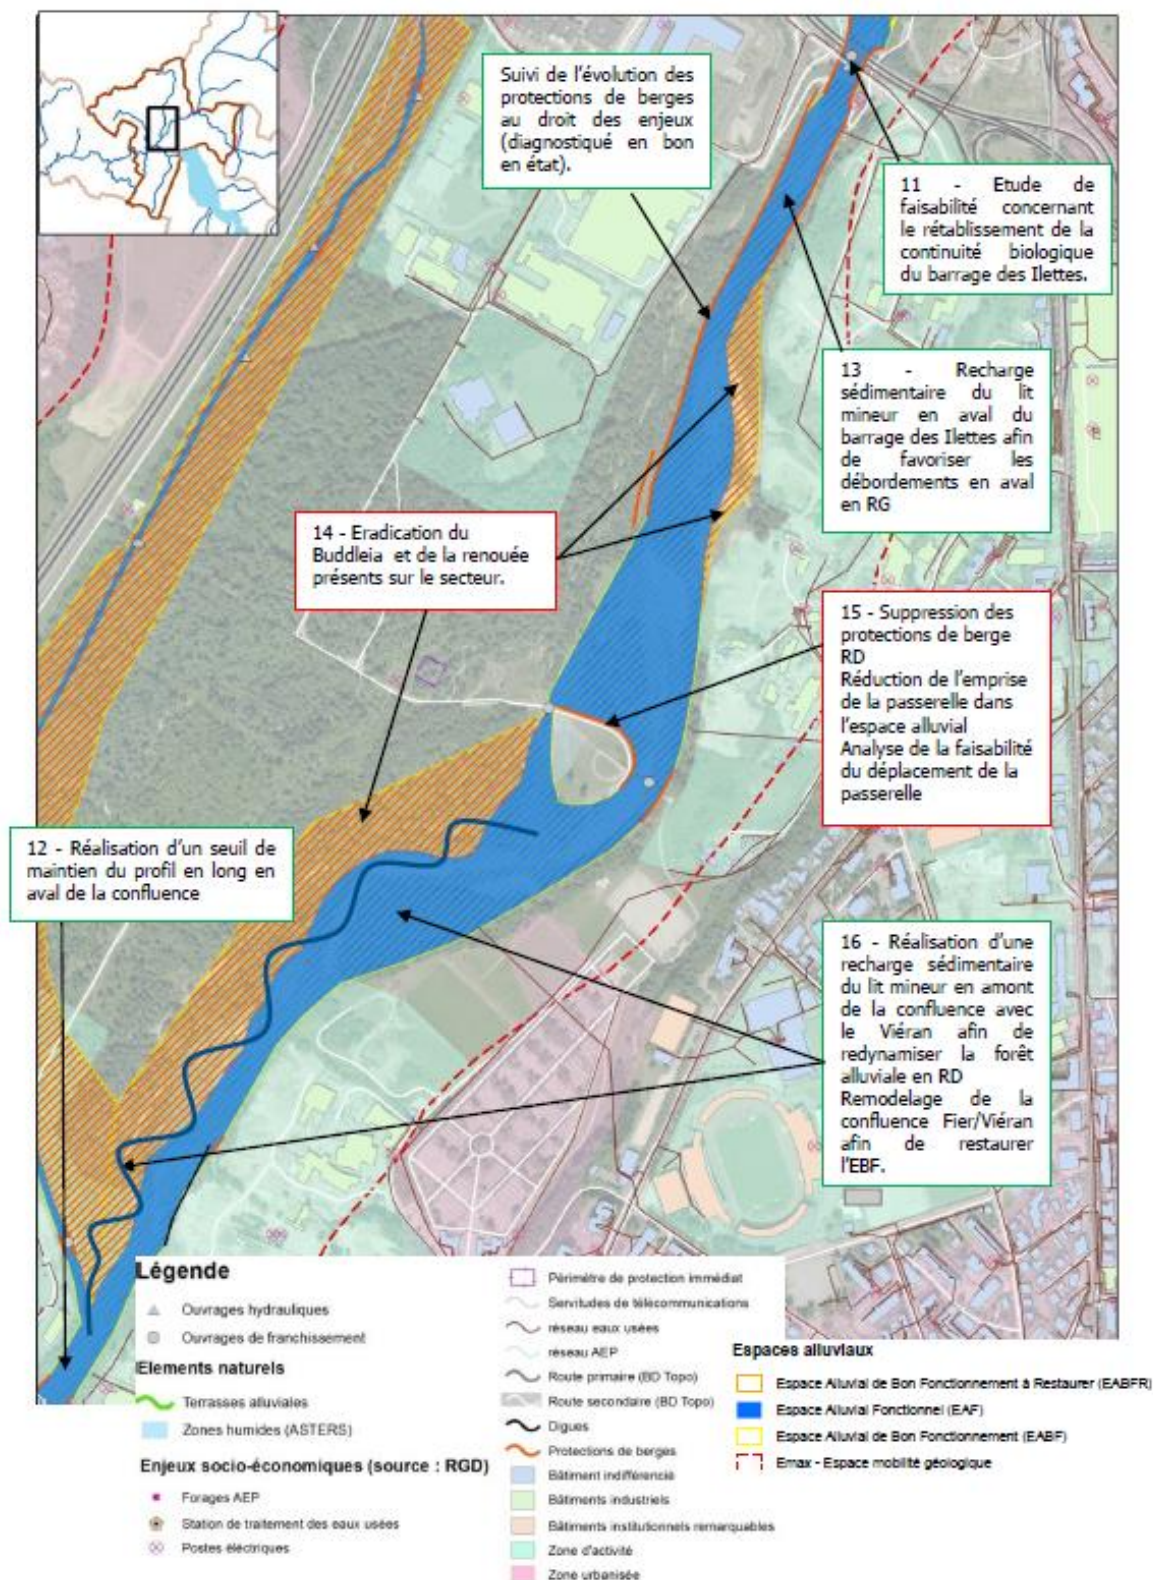 Suivi de l'évolution des
protections de berges
au droit des enjeux
(diagnostiqué en bon
en état).
11 - Etude de
faisabilité concernant
le rétablissement de la
continuité biologique
du barrage des Ilettes.
13 - Recharge
sédimentaire du lit
mineur en aval du
barrage des Ilettes afin
de favoriser les
débordements en aval
en RG
14 - Eradication du
Buddleia et de la renouée
présents sur le secteur.
15 - Suppression des
protections de berge
RD
Réduction de l'emprise
de la passerelle dans
l'espace alluvial
Analyse de la faisabilité
du déplacement de la
passerelle
12 - Réalisation d'un seuil de
maintien du profil en long en
aval de la confluence
16 - Réalisation d'une
recharge sédimentaire
du lit mineur en amont
de la confluence avec
le Viéran afin de
redynamiser la forêt
alluviale en RD
Remodelage de la
confluence Fier/Viéran
afin de restaurer
l'EBF.
Légende
Ouvrages hydrauliques
Ouvrages de franchissement
Elements naturels
Terrasses alluviales
Zones humides (ASTERS)
Enjeux socio-économiques (source : RGD)
Forages AEP
Station de traitement des eaux usées
Postes éléctriques
Périmètre de protection immédiat
Servitudes de télécommunications
réseau eaux usées
réseau AEP
Route primaire (BD Topo)
Route secondaire (BD Topo)
Digues
Protections de berges
Bâtiment indifférencié
Bâtiments industriels
Bâtiments institutionnels remarquables
Zone d'activité
Zone urbanisée
Espaces alluviaux
Espace Alluvial de Bon Fonctionnement à Restaurer (EABFR)
Espace Alluvial Fonctionnel (EAF)
Espace Alluvial de Bon Fonctionnement (EABF)
Emax - Espace mobilité géologique